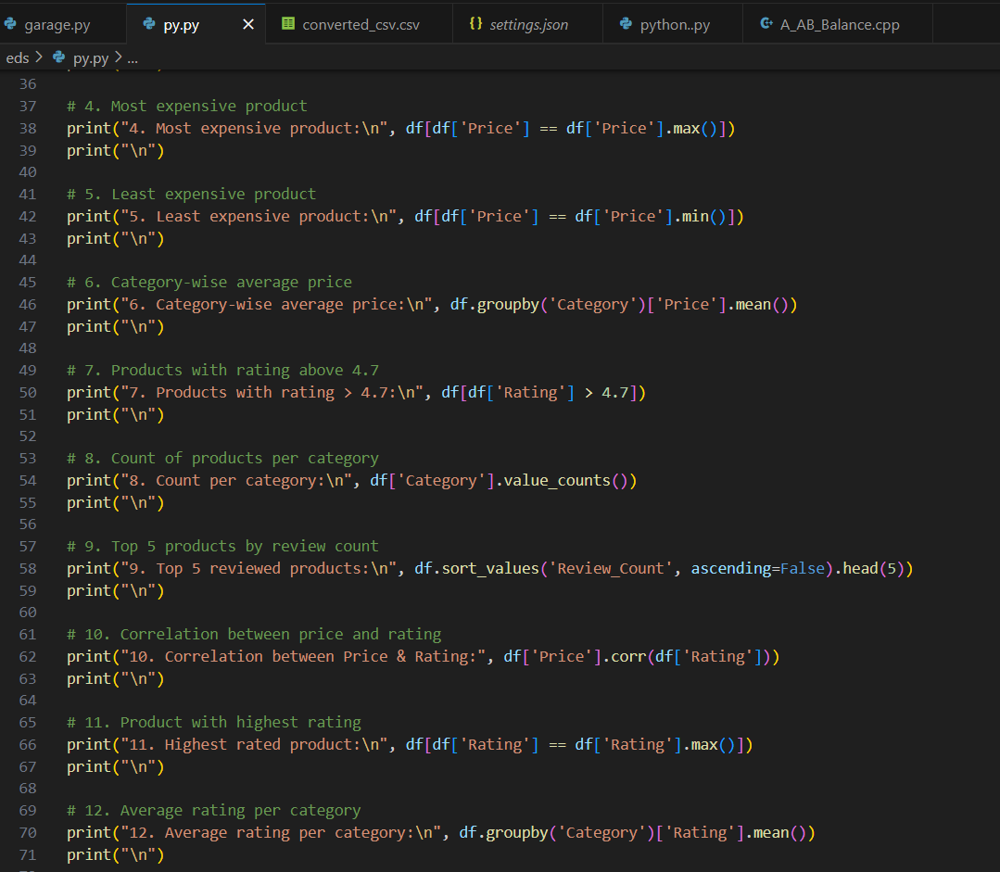 garage.py py.py converted_csv.csv settings.json python..py A_AB_Balance.cpp
eds > py.py > ...
36
37 # 4. Most expensive product
38 print("4. Most expensive product:\n", df[df['Price'] == df['Price'].max()])
39 print("\n")
40
41 # 5. Least expensive product
42 print("5. Least expensive product:\n", df[df['Price'] == df['Price'].min()])
43 print("\n")
44
45 # 6. Category-wise average price
46 print("6. Category-wise average price:\n", df.groupby('Category')['Price'].mean())
47 print("\n")
48
49 # 7. Products with rating above 4.7
50 print("7. Products with rating > 4.7:\n", df[df['Rating'] > 4.7])
51 print("\n")
52
53 # 8. Count of products per category
54 print("8. Count per category:\n", df['Category'].value_counts())
55 print("\n")
56
57 # 9. Top 5 products by review count
58 print("9. Top 5 reviewed products:\n", df.sort_values('Review_Count', ascending=False).head(5))
59 print("\n")
60
61 # 10. Correlation between price and rating
62 print("10. Correlation between Price & Rating:", df['Price'].corr(df['Rating']))
63 print("\n")
64
65 # 11. Product with highest rating
66 print("11. Highest rated product:\n", df[df['Rating'] == df['Rating'].max()])
67 print("\n")
68
69 # 12. Average rating per category
70 print("12. Average rating per category:\n", df.groupby('Category')['Rating'].mean())
71 print("\n")